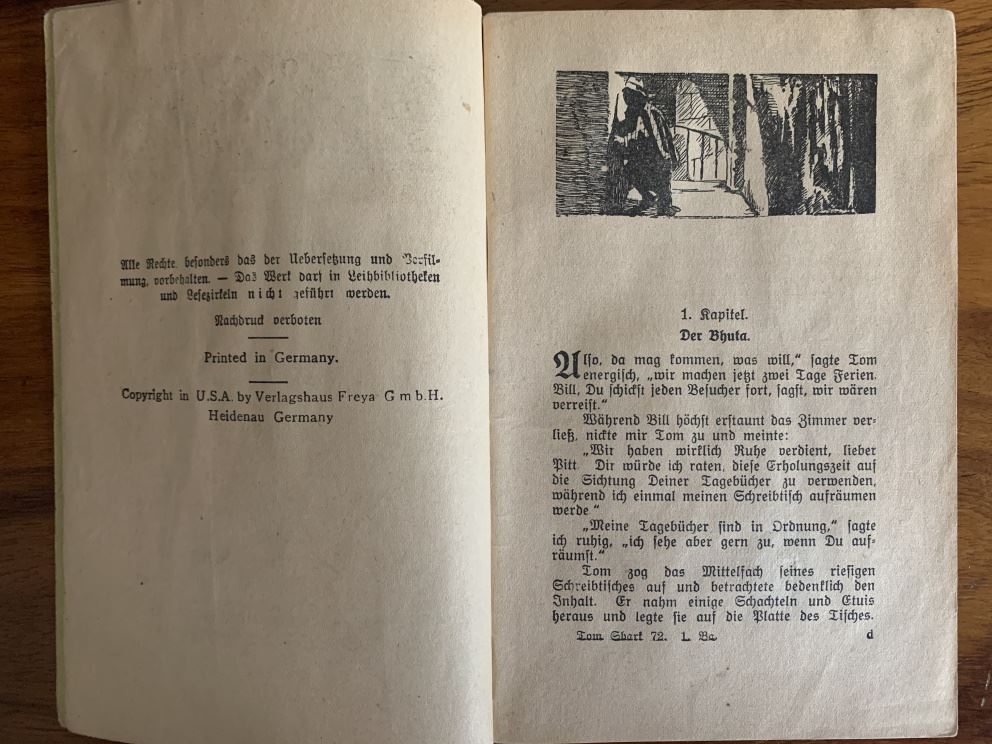 Alle Rechte, besonders das der Uebersetzung und Verfil-
mung, vorbehalten. — Das Werk darf in Leihbibliotheken
und Lesezirkeln nicht geführt werden.
Nachdruck verboten
Printed in Germany.
Copyright in U.S.A. by Verlagshaus Freya G m b.H.
Heidenau Germany
1. Kapitel.
Der Bhuta.
Also, da mag kommen, was will,“ sagte Tom
energisch, „wir machen jetzt zwei Tage Ferien.
Bill, Du schickst jeden Besucher fort, sagst, wir wären
verreist.“
Während Bill höchst erstaunt das Zimmer ver-
ließ, nickte mir Tom zu und meinte:
„Wir haben wirklich Ruhe verdient, lieber
Pitt Dir würde ich raten, diese Erholungszeit auf
die Sichtung Deiner Tagebücher zu verwenden,
während ich einmal meinen Schreibtisch aufräumen
werde “
„Meine Tagebücher sind in Ordnung,“ sagte
ich ruhig, „ich sehe aber gern zu, wenn Du auf-
räumst.“
Tom zog das Mittelfach seines riesigen
Schreibtisches auf und betrachtete bedenklich den
Inhalt. Er nahm einige Schachteln und Etuis
heraus und legte sie auf die Platte des Tisches.
Tom Shark 72. 1. d